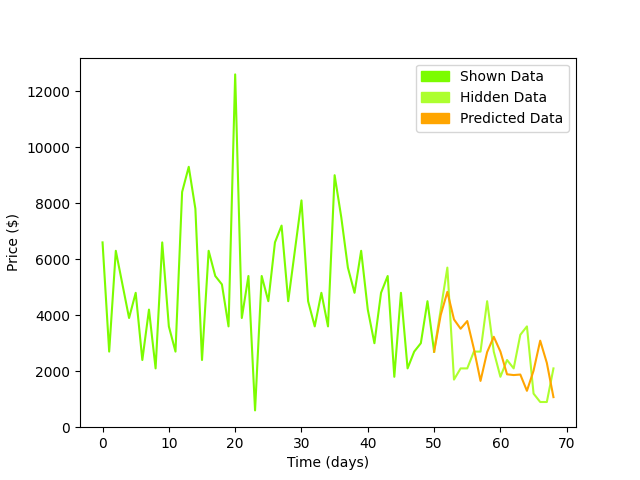 Shown Data
Hidden Data
Predicted Data
Price ($)
12000
10000
8000
6000
4000
2000
0
0 10 20 30 40 50 60 70
Time (days)